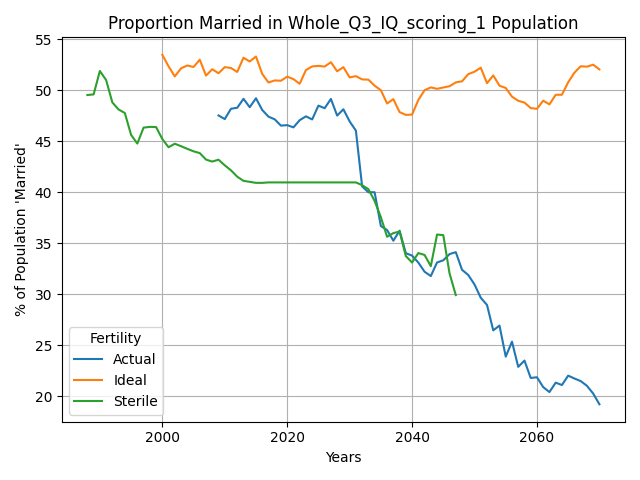 Proportion Married in Whole_Q3_IQ_scoring_1 Population
% of Population 'Married'
55
50
45
40
35
30
25
20
Fertility
Actual
Ideal
Sterile
2000 2020 2040 2060
Years